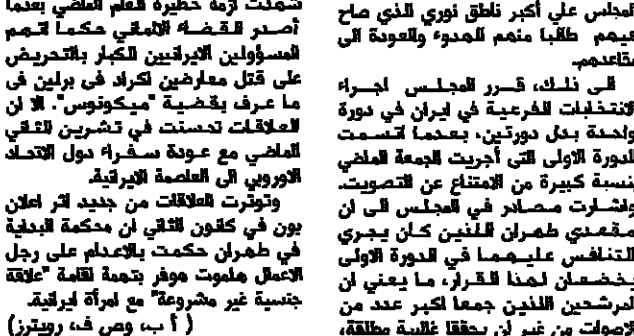 المجلس علي أكبر ناطق نوري الذي صاح
فيهم طالبا منهم الهدوء والعودة الى
مقاعدهم.
الى ذلك، قرر المجلس اجراء
الانتخابات الفرعية في ايران في دورة
واحدة بدل دورتين، بعدما اتسمت
الدورة الاولى التي أجريت الجمعة الماضي
نسبة كبيرة من الامتناع عن التصويت.
واشارت مصادر في المجلس الى ان
مقعدي طهران اللذين كان يجري
التنافس عليهما في الدورة الاولى
يخضعان لهذا القرار، ما يعني ان
المرشحين اللذين جمعا اكبر عدد من
الاصوات من غير ان يحققا غالبية مطلقة،
شهدت ازمة خطيرة العام الماضي بعدما
أصدر القضاء الالماني حكما اتهم
المسؤولين الايرانيين الكبار بالتحريض
على قتل معارضين اكراد في برلين في
ما عرف بقضية "ميكونوس". الا ان
العلاقات تحسنت في تشرين الثاني
الماضي مع عودة سفراء دول الاتحاد
الاوروبي الى العاصمة الايرانية.
وتوترت العلاقات من جديد اثر اعلان
بون في كانون الثاني ان محكمة البداية
في طهران حكمت بالاعدام على رجل
الاعمال هلموت هوفر بتهمة اقامة "علاقة
جنسية غير مشروعة" مع امرأة ايرانية.
(أ ب، وص ف، رويترز)